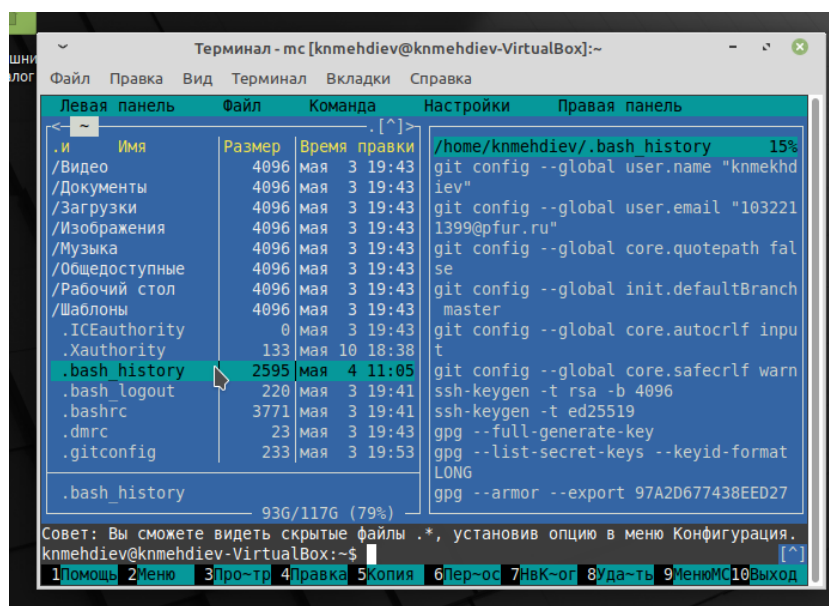 шни
алог
Терминал - mc [knmehdiev@knmehdiev-VirtualBox]:~
Файл Правка Вид Терминал Вкладки Справка
Левая панель Файл Команда Настройки Правая панель
<- ~ .[^]>
.и Имя Размер Время правки
/Видео 4096 мая 3 19:43
/Документы 4096 мая 3 19:43
/Загрузки 4096 мая 3 19:43
/Изображения 4096 мая 3 19:43
/Музыка 4096 мая 3 19:43
/Общедоступные 4096 мая 3 19:43
/Рабочий стол 4096 мая 3 19:43
/Шаблоны 4096 мая 3 19:43
.ICEauthority 0 мая 3 19:43
.Xauthority 133 мая 10 18:38
.bash_history 2595 мая 4 11:05
.bash_logout 220 мая 3 19:41
.bashrc 3771 мая 3 19:41
.dmrc 23 мая 3 19:43
.gitconfig 233 мая 3 19:53
.bash_history
93G/117G (79%)
/home/knmehdiev/.bash_history 15%
git config --global user.name "knmekhd
iev"
git config --global user.email "103221
1399@pfur.ru"
git config --global core.quotepath fal
se
git config --global init.defaultBranch
master
git config --global core.autocrlf inpu
t
git config --global core.safecrlf warn
ssh-keygen -t rsa -b 4096
ssh-keygen -t ed25519
gpg --full-generate-key
gpg --list-secret-keys --keyid-format
LONG
gpg --armor --export 97A2D677438EED27
Совет: Вы сможете видеть скрытые файлы .*, установив опцию в меню Конфигурация.
knmehdiev@knmehdiev-VirtualBox:~$ [^]
1Помощь 2Меню 3Про~тр 4Правка 5Копия 6Пер~ос 7НвК~ог 8Уда~ть 9МенюMC 10Выход